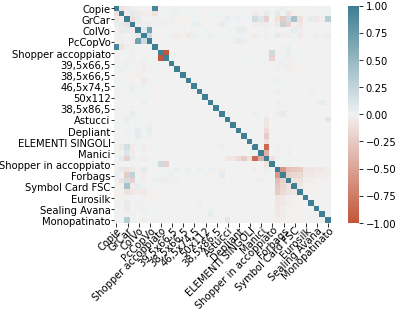 Copie
GrCar
ColVo
PcCopVo
Shopper accoppiato
39,5x66,5
38,5x66,5
46,5x74,5
50x112
38,5x86,5
Astucci
Depliant
ELEMENTI SINGOLI
Manici
Shopper in accoppiato
Forbags
Symbol Card FSC
Eurosilk
Sealing Avana
Monopatinato
1.00
0.75
0.50
0.25
0.00
−0.25
−0.50
−0.75
−1.00
Copie
GrCar
ColVo
PcCopVo
Shopper accoppiato
39,5x66,5
38,5x66,5
46,5x74,5
50x112
38,5x86,5
Astucci
Depliant
ELEMENTI SINGOLI
Manici
Shopper in accoppiato
Forbags
Symbol Card FSC
Eurosilk
Sealing Avana
Monopatinato